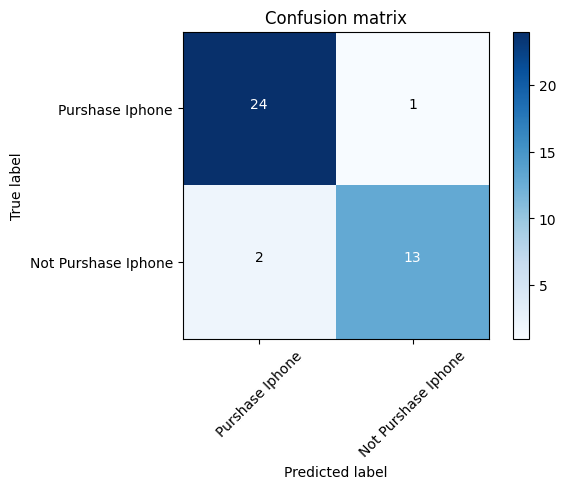 Confusion matrix
Purshase Iphone
Not Purshase Iphone
True label
24
1
2
13
Purshase Iphone
Not Purshase Iphone
Predicted label
20
15
10
5